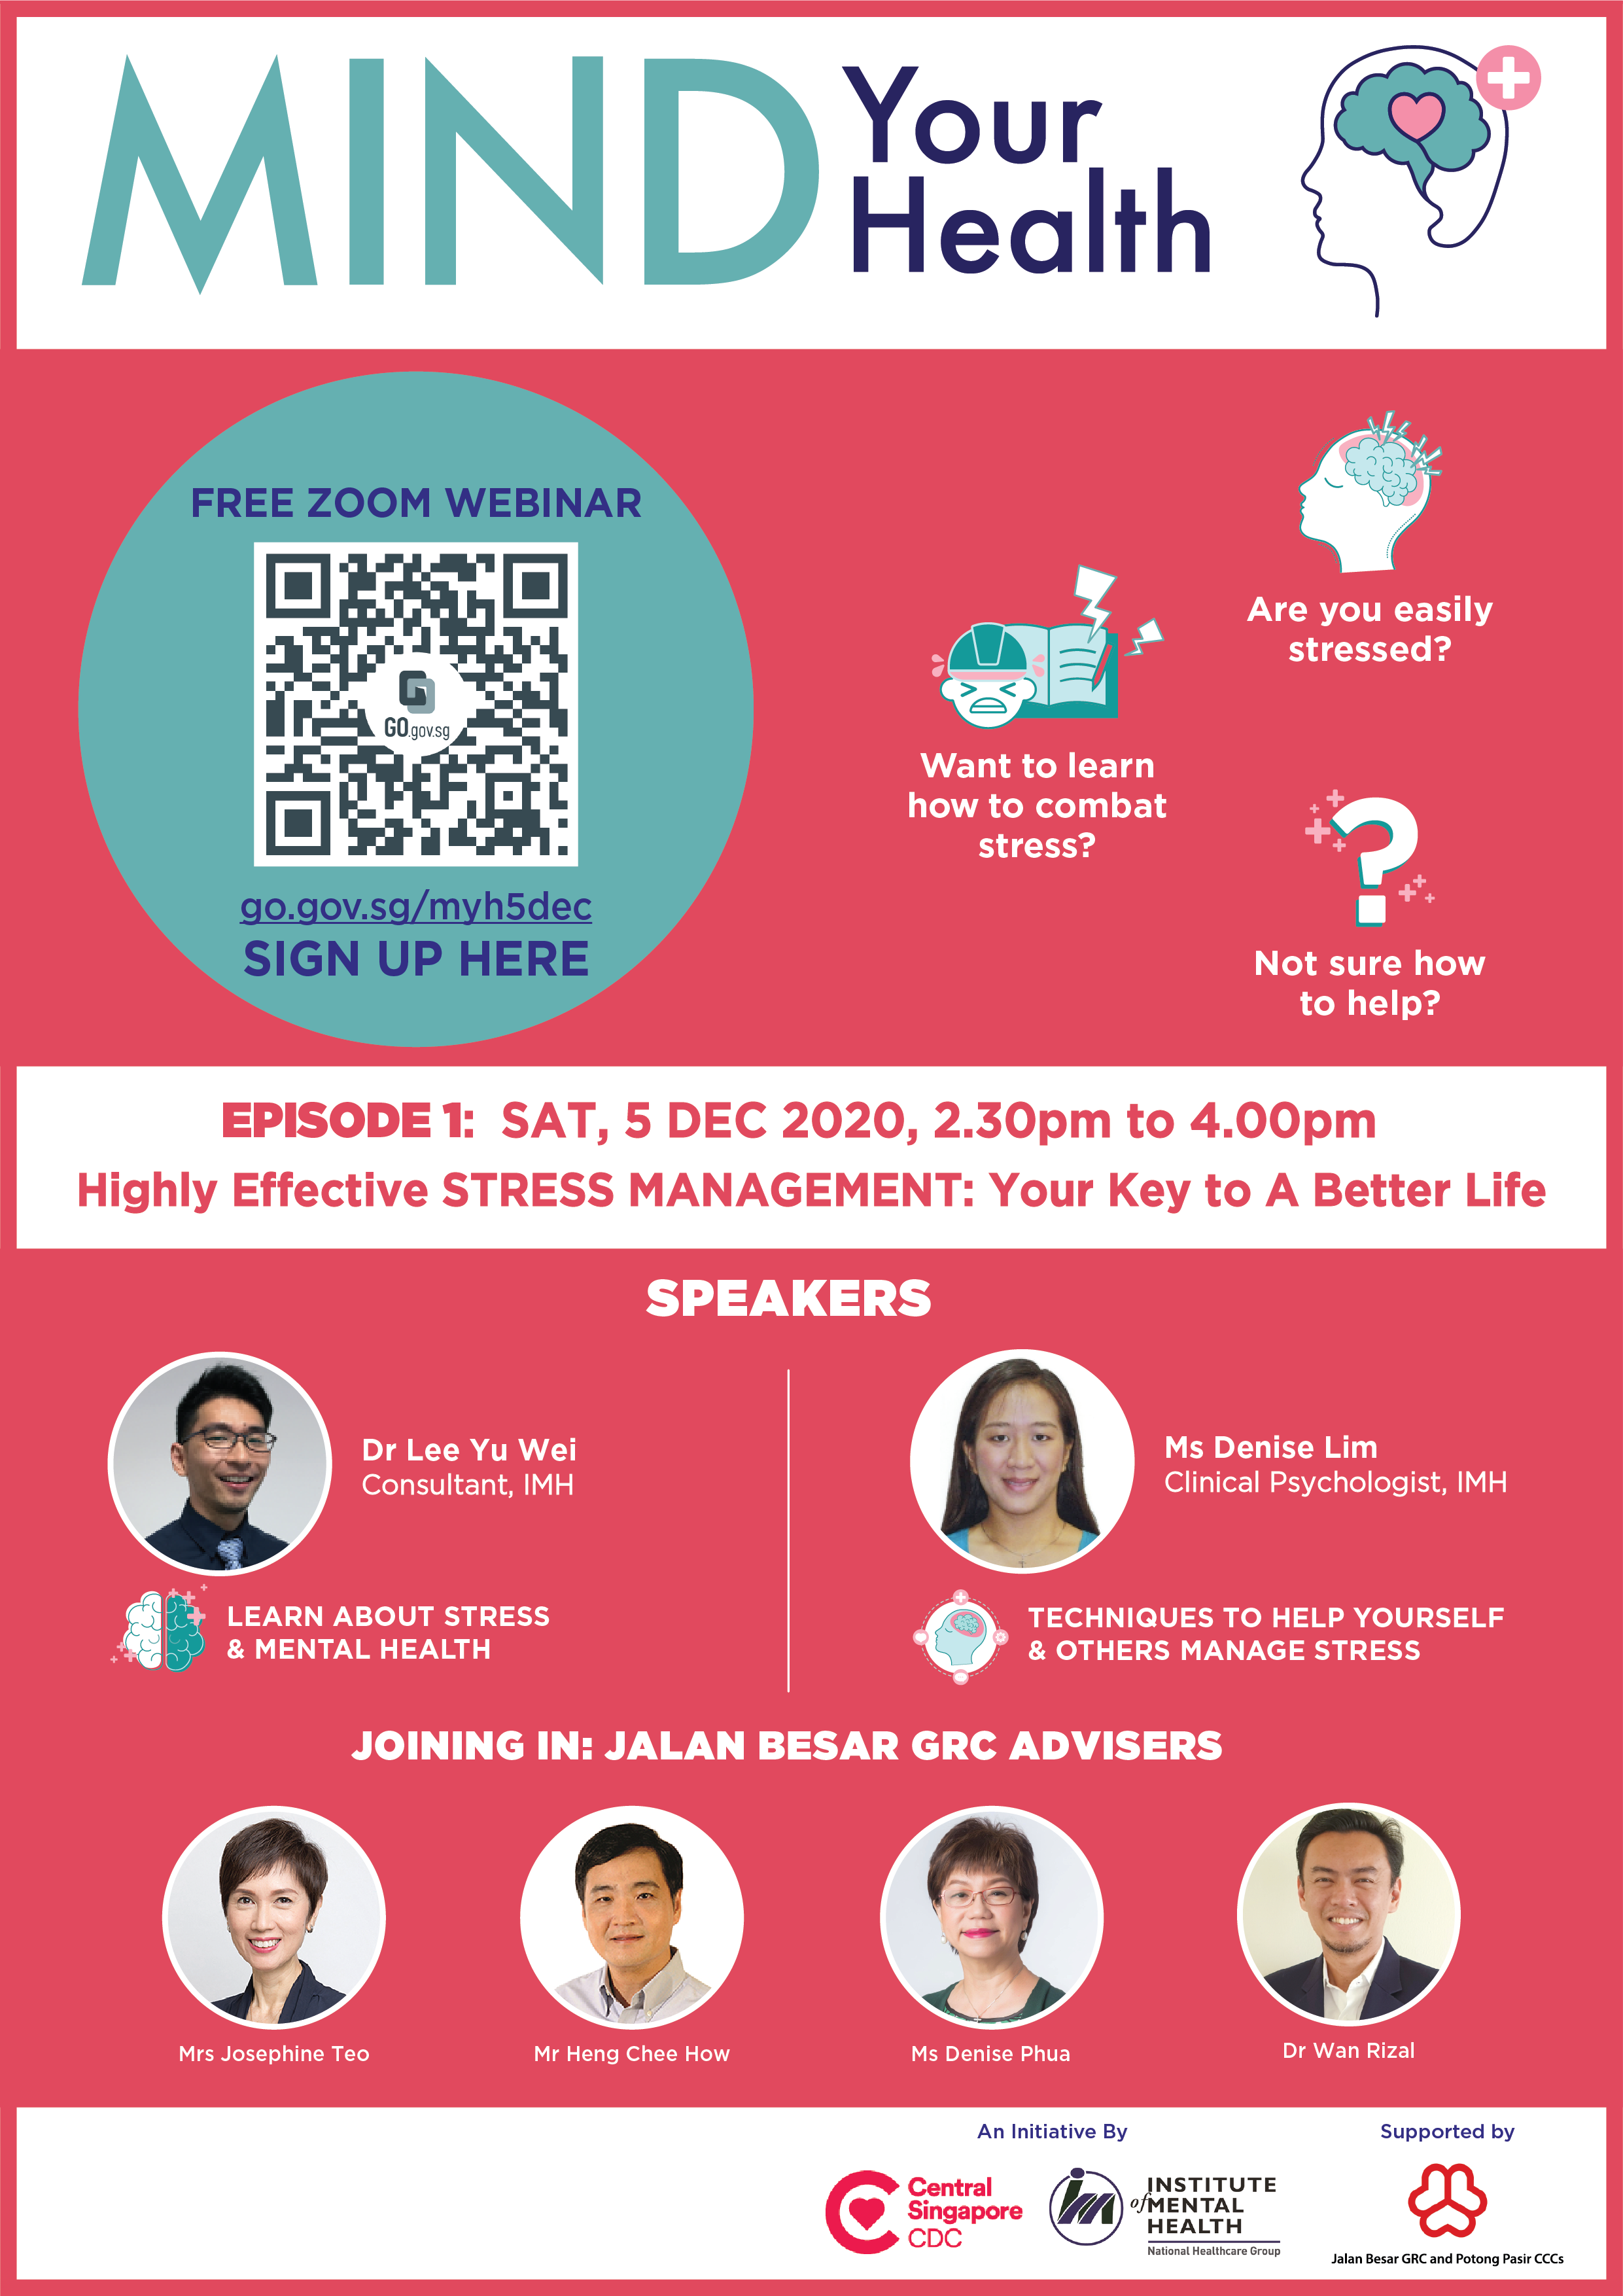 MIND Your Health
FREE ZOOM WEBINAR
GO.gov.sg
go.gov.sg/myh5dec
SIGN UP HERE
Want to learn
how to combat
stress?
Are you easily
stressed?
Not sure how
to help?
EPISODE 1: SAT, 5 DEC 2020, 2.30pm to 4.00pm
Highly Effective STRESS MANAGEMENT: Your Key to A Better Life
SPEAKERS
Dr Lee Yu Wei
Consultant, IMH
LEARN ABOUT STRESS
& MENTAL HEALTH
Ms Denise Lim
Clinical Psychologist, IMH
TECHNIQUES TO HELP YOURSELF
& OTHERS MANAGE STRESS
JOINING IN: JALAN BESAR GRC ADVISERS
Mrs Josephine Teo
Mr Heng Chee How
Ms Denise Phua
Dr Wan Rizal
An Initiative By
Central
Singapore
CDC
INSTITUTE
of MENTAL
HEALTH
National Healthcare Group
Supported by
Jalan Besar GRC and Potong Pasir CCCs